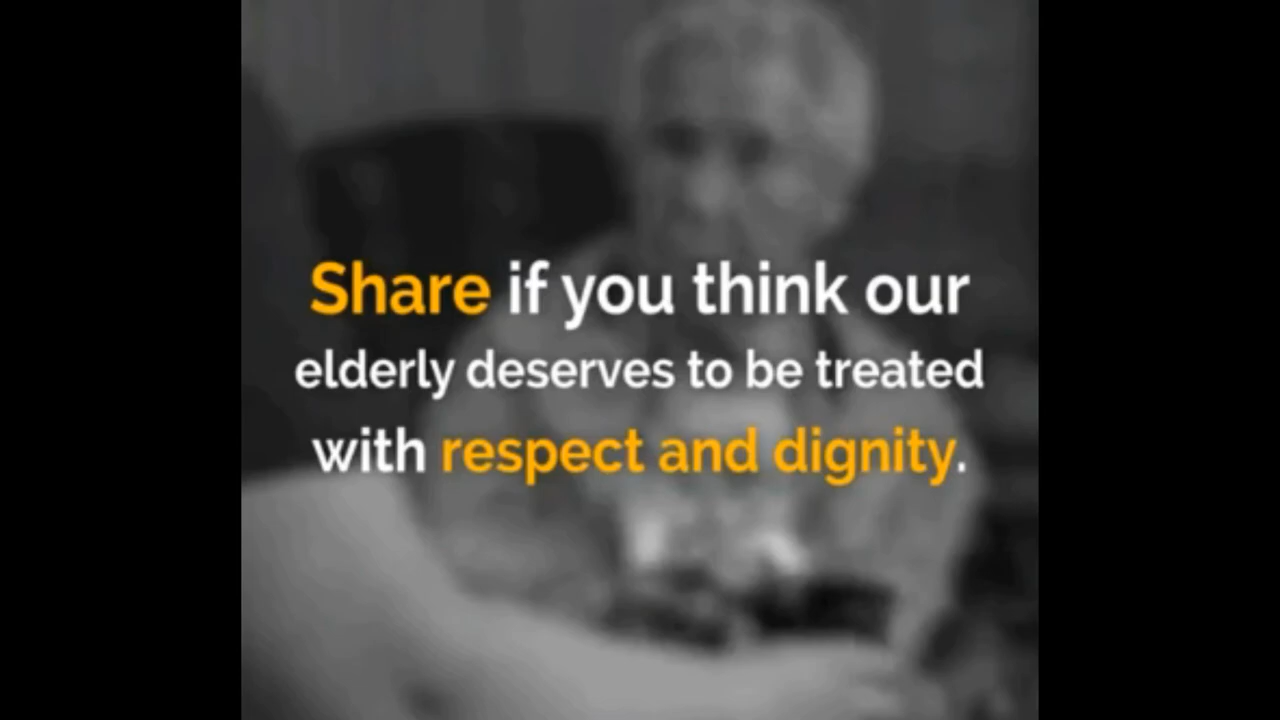 Share if you think our
elderly deserves to be treated
with respect and dignity.